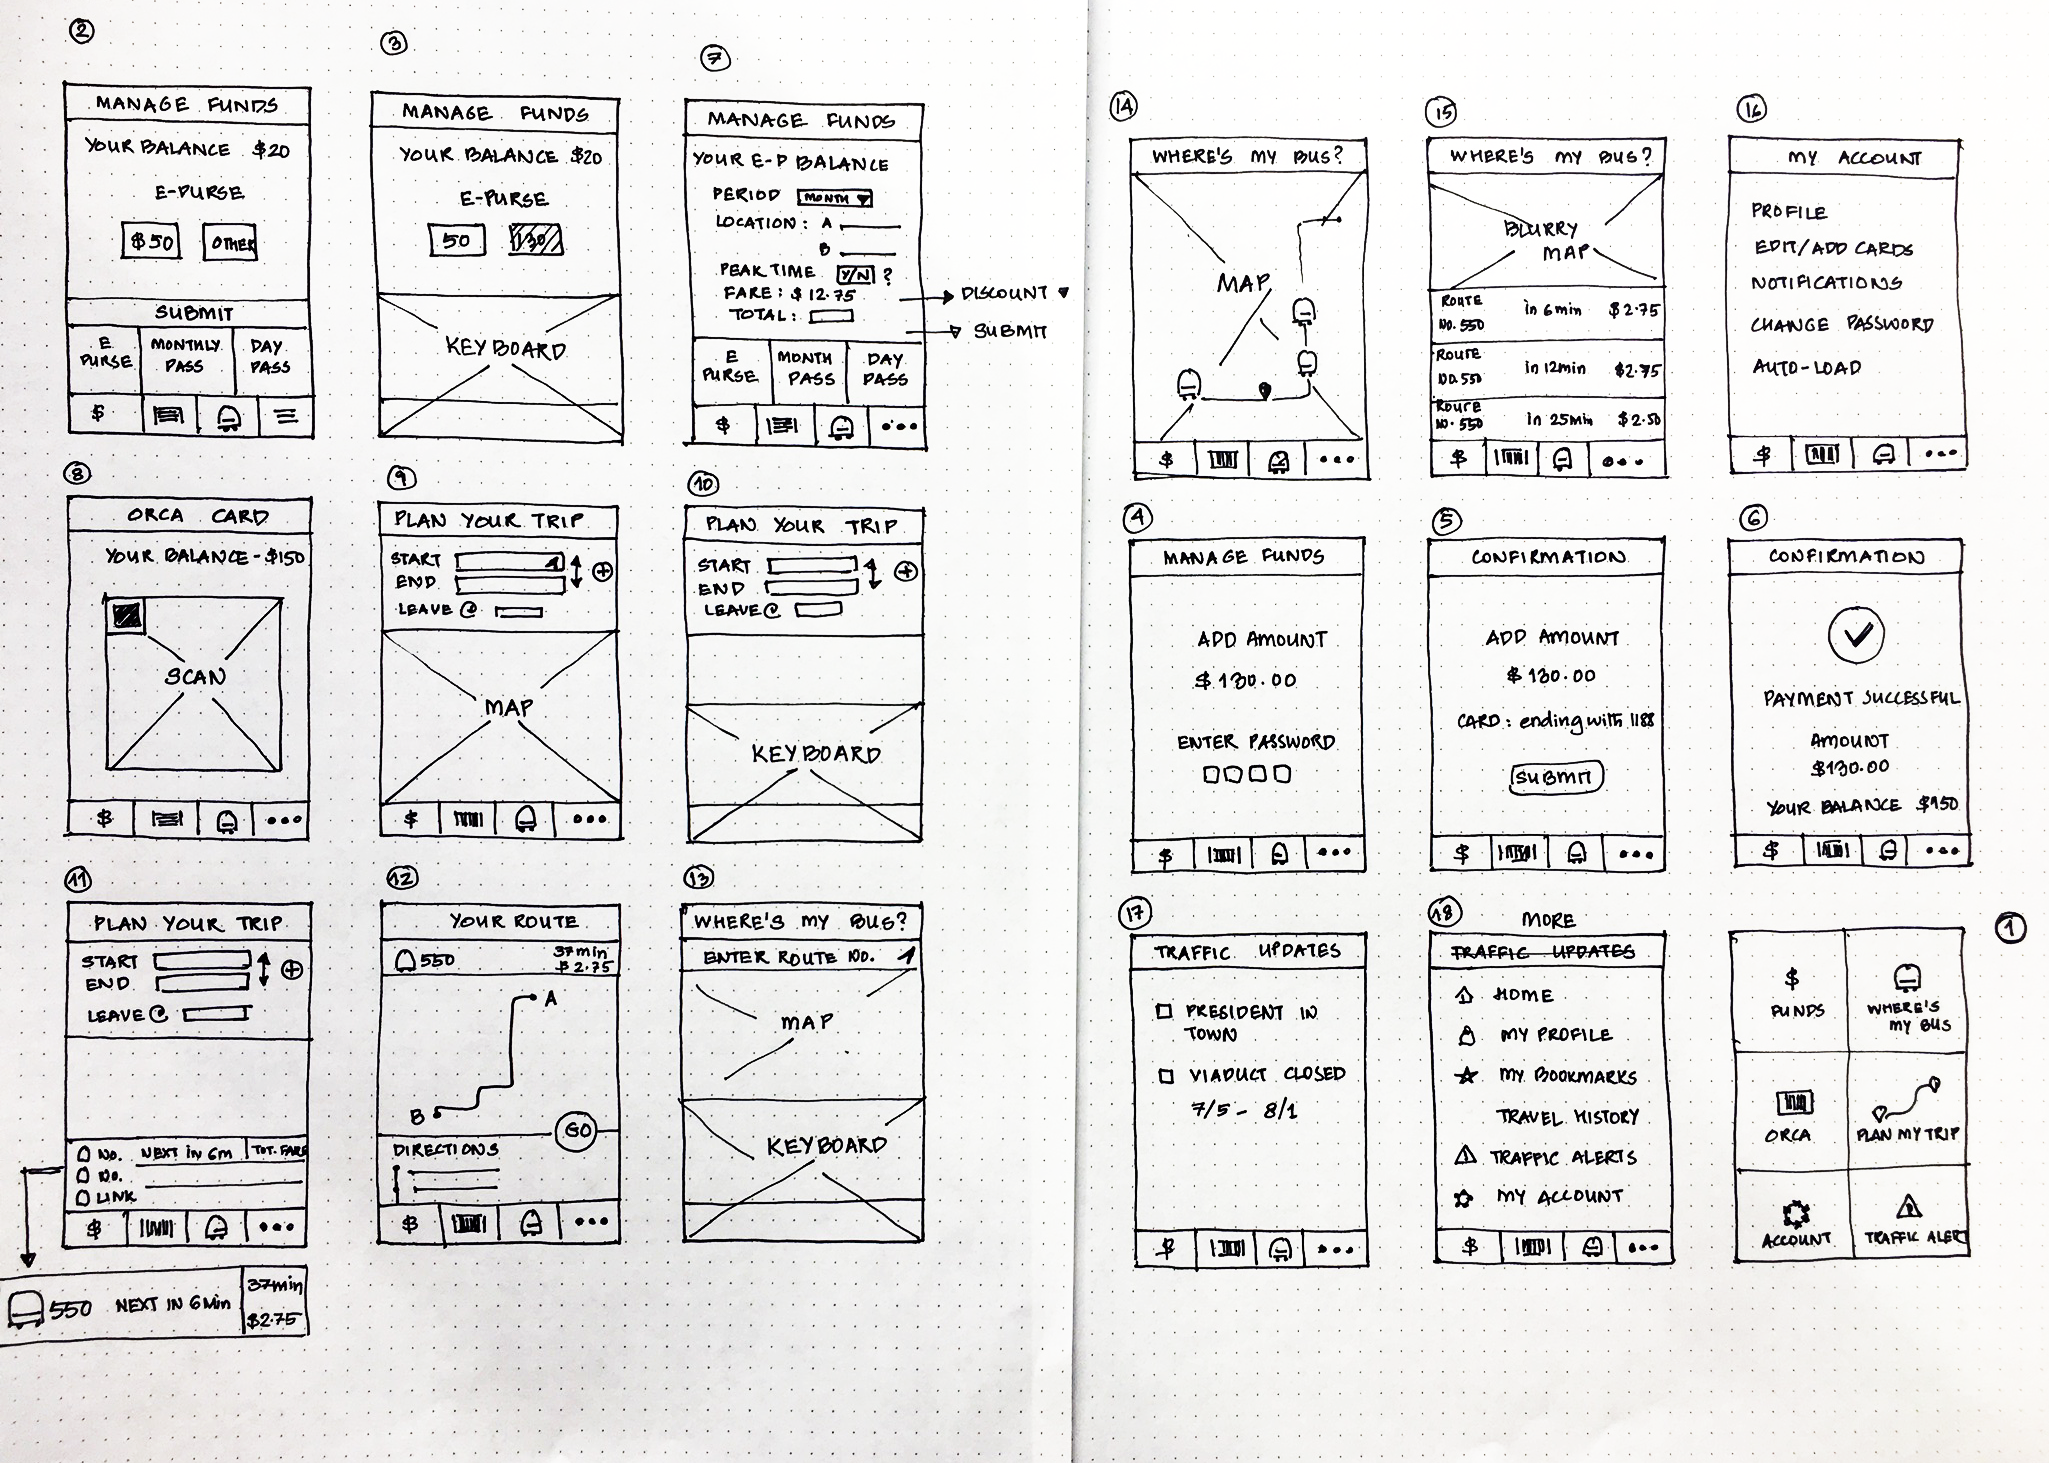 2
MANAGE FUNDS
YOUR BALANCE $20
E-PURSE
$50 OTHER
SUBMIT
E PURSE
MONTHLY PASS
DAY PASS
$
3
MANAGE FUNDS
YOUR BALANCE $20
E-PURSE
50 130
KEYBOARD
7
MANAGE FUNDS
YOUR E-P BALANCE
PERIOD MONTH
LOCATION: A
B
PEAK TIME Y/N ?
FARE: $12.75
DISCOUNT
TOTAL:
SUBMIT
E PURSE
MONTH PASS
DAY PASS
$
8
ORCA CARD
YOUR BALANCE - $150
SCAN
$
9
PLAN YOUR TRIP
START
END
LEAVE @
MAP
$
10
PLAN YOUR TRIP
START
END
LEAVE @
KEYBOARD
11
PLAN YOUR TRIP
START
END
LEAVE @
NO. NEXT IN 6m TOT. FARE
NO.
LINK
$
550 NEXT IN 6Min
37min
$2.75
12
YOUR ROUTE
550
37min
$2.75
A
B
GO
DIRECTIONS
$
13
WHERE'S MY BUS?
ENTER ROUTE NO.
MAP
KEYBOARD
14
WHERE'S MY BUS?
MAP
$
15
WHERE'S MY BUS?
BLURRY
MAP
ROUTE
NO. 550
in 6min $2.75
ROUTE
NO. 550
in 12min $2.75
ROUTE
NO. 550
in 25min $2.50
$
16
MY ACCOUNT
PROFILE
EDIT/ADD CARDS
NOTIFICATIONS
CHANGE PASSWORD
AUTO-LOAD
$
4
MANAGE FUNDS
ADD AMOUNT
$130.00
ENTER PASSWORD
$
5
CONFIRMATION
ADD AMOUNT
$130.00
CARD: ending with 1188
SUBMIT
$
6
CONFIRMATION
PAYMENT SUCCESSFUL
AMOUNT
$130.00
YOUR BALANCE $150
$
17
TRAFFIC UPDATES
PRESIDENT IN
TOWN
VIADUCT CLOSED
7/5 - 8/1
$
18
MORE
TRAFFIC UPDATES
HOME
MY PROFILE
MY BOOKMARKS
TRAVEL HISTORY
TRAFFIC ALERTS
MY ACCOUNT
$
1
$
FUNDS
WHERE'S
MY BUS
ORCA
PLAN MY TRIP
ACCOUNT
TRAFFIC ALERT